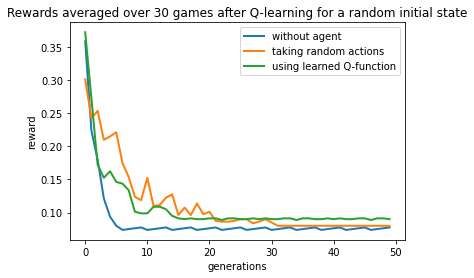 Rewards averaged over 30 games after Q-learning for a random initial state
without agent
taking random actions
using learned Q-function
reward
0.35
0.30
0.25
0.20
0.15
0.10
0 10 20 30 40 50
generations